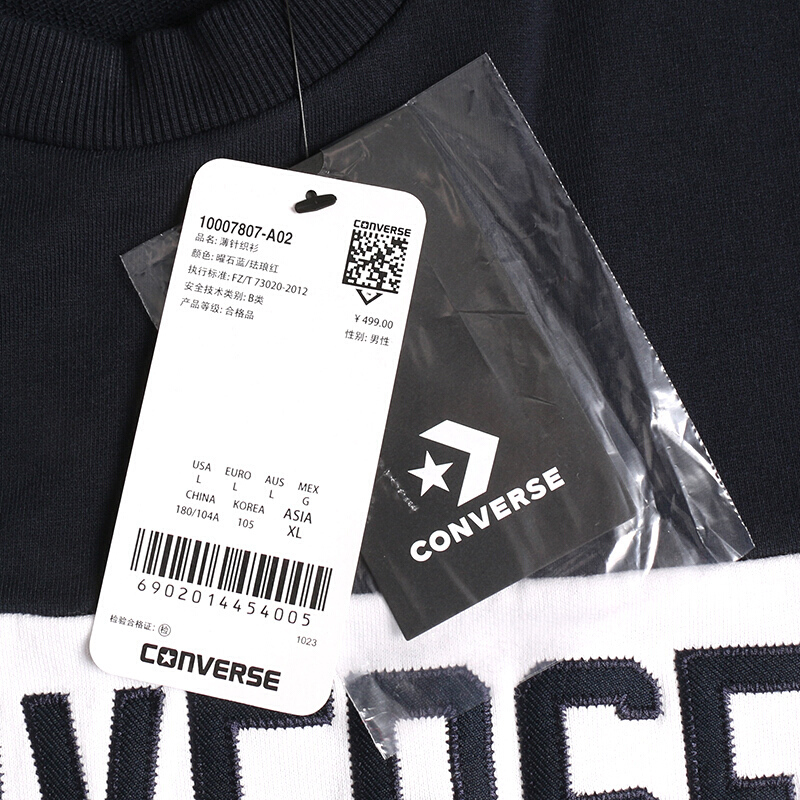 10007807-A02
品名: 薄针织衫
颜色: 曜石蓝/珐琅红
执行标准: FZ/T 73020-2012
安全技术类别: B类
产品等级: 合格品
CONVERSE
￥499.00
性别: 男性
USA EURO AUS MEX
L L L G
CHINA KOREA ASIA
180/104A 105 XL
6902014454005
检验合格证: 检
1023
CONVERSE
CONVERSE
VERSE